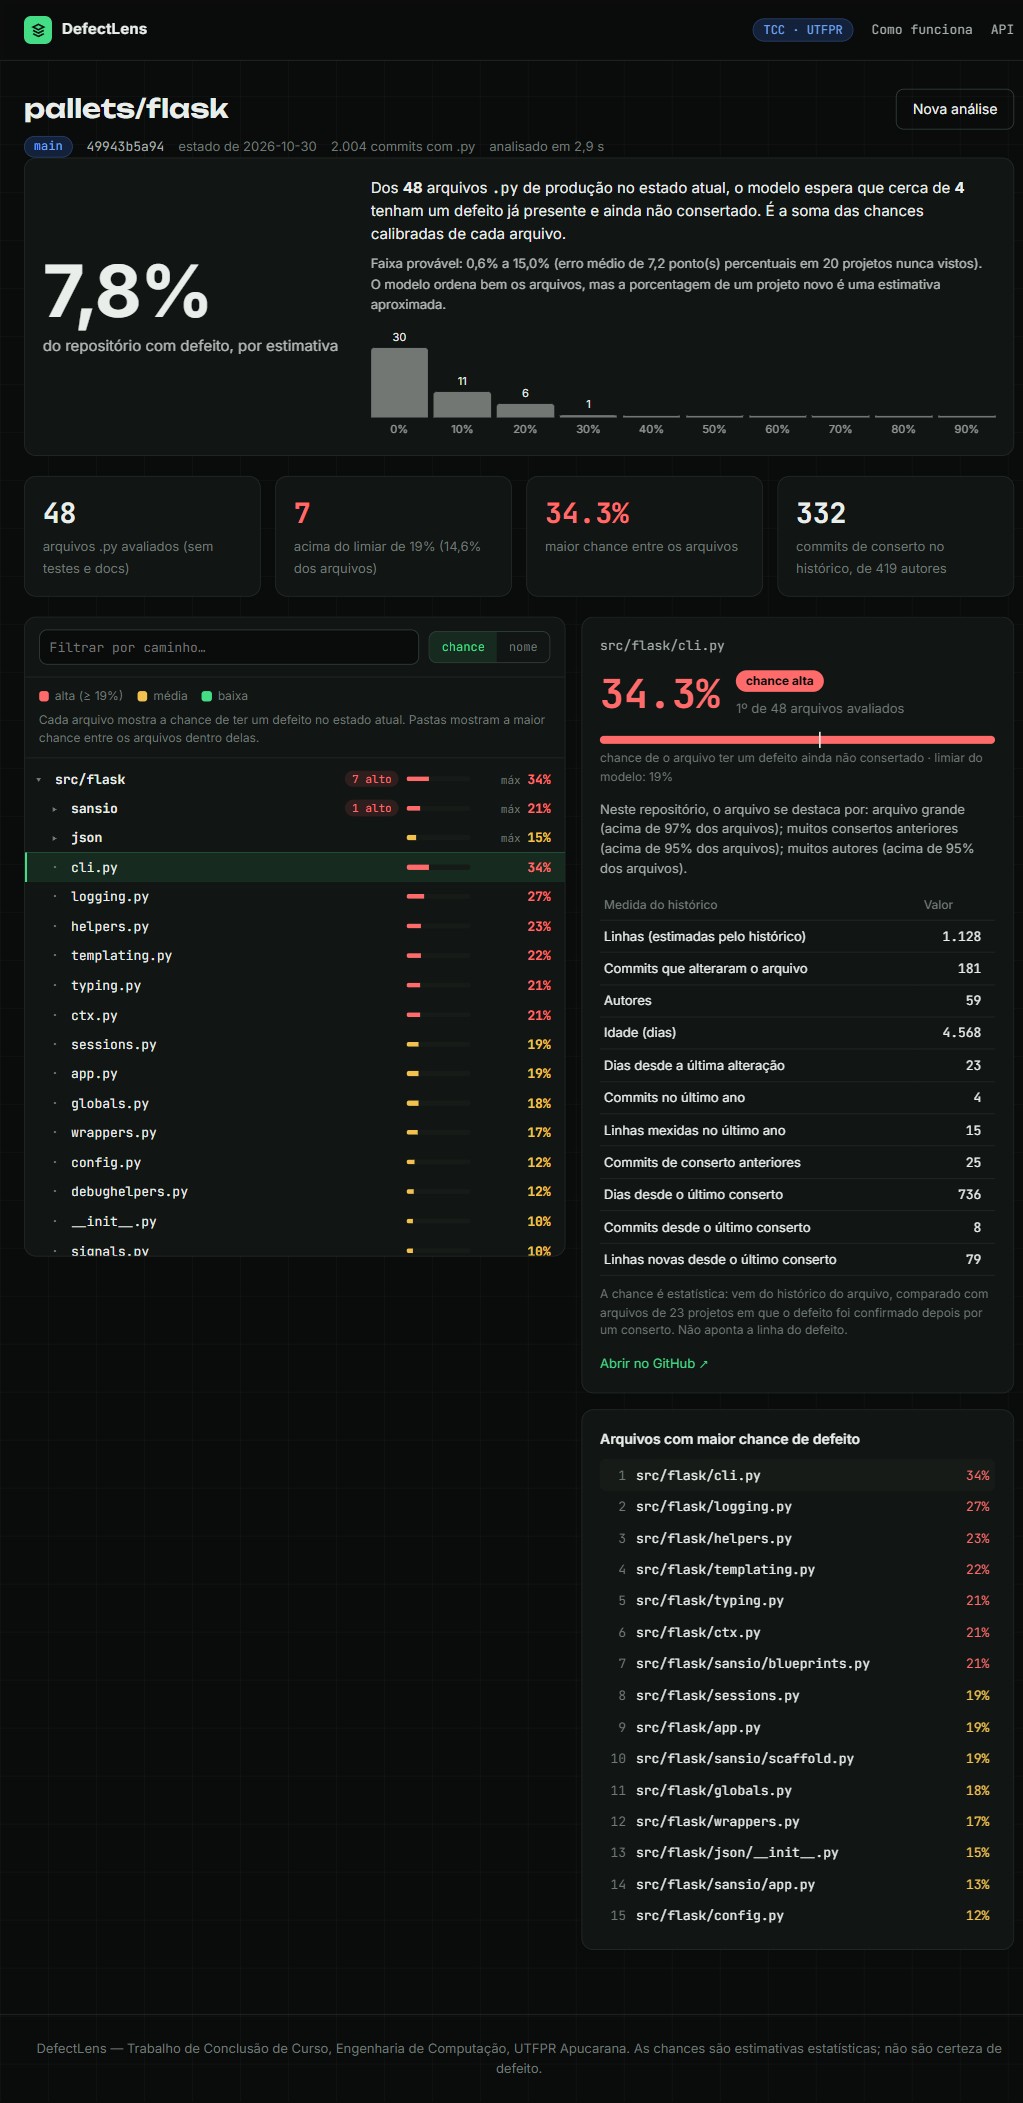 DefectLens
TCC · UTFPR
Como funciona
API
pallets/flask
Nova análise
main
49943b5a94
estado de 2026-10-30
2.004 commits com .py
analisado em 2,9 s
7,8%
do repositório com defeito, por estimativa
Dos 48 arquivos .py de produção no estado atual, o modelo espera que cerca de 4
tenham um defeito já presente e ainda não consertado. É a soma das chances
calibradas de cada arquivo.
Faixa provável: 0,6% a 15,0% (erro médio de 7,2 ponto(s) percentuais em 20 projetos nunca vistos).
O modelo ordena bem os arquivos, mas a porcentagem de um projeto novo é uma estimativa
aproximada.
30
11
6
1
0%
10%
20%
30%
40%
50%
60%
70%
80%
90%
48
arquivos .py avaliados (sem
testes e docs)
7
acima do limiar de 19% (14,6%
dos arquivos)
34.3%
maior chance entre os arquivos
332
commits de conserto no
histórico, de 419 autores
Filtrar por caminho…
chance
nome
alta (≥ 19%)
média
baixa
Cada arquivo mostra a chance de ter um defeito no estado atual. Pastas mostram a maior
chance entre os arquivos dentro delas.
▾ src/flask 7 alto máx 34%
▸ sansio 1 alto máx 21%
▸ json máx 15%
· cli.py 34%
· logging.py 27%
· helpers.py 23%
· templating.py 22%
· typing.py 21%
· ctx.py 21%
· sessions.py 19%
· app.py 19%
· globals.py 18%
· wrappers.py 17%
· config.py 12%
· debughelpers.py 12%
· __init__.py 10%
· signals.py 10%
src/flask/cli.py
34.3%
chance alta
1º de 48 arquivos avaliados
chance de o arquivo ter um defeito ainda não consertado · limiar do
modelo: 19%
Neste repositório, o arquivo se destaca por: arquivo grande
(acima de 97% dos arquivos); muitos consertos anteriores
(acima de 95% dos arquivos); muitos autores (acima de 95%
dos arquivos).
Medida do histórico Valor
Linhas (estimadas pelo histórico) 1.128
Commits que alteraram o arquivo 181
Autores 59
Idade (dias) 4.568
Dias desde a última alteração 23
Commits no último ano 4
Linhas mexidas no último ano 15
Commits de conserto anteriores 25
Dias desde o último conserto 736
Commits desde o último conserto 8
Linhas novas desde o último conserto 79
A chance é estatística: vem do histórico do arquivo, comparado com
arquivos de 23 projetos em que o defeito foi confirmado depois por
um conserto. Não aponta a linha do defeito.
Abrir no GitHub ↗
Arquivos com maior chance de defeito
1 src/flask/cli.py 34%
2 src/flask/logging.py 27%
3 src/flask/helpers.py 23%
4 src/flask/templating.py 22%
5 src/flask/typing.py 21%
6 src/flask/ctx.py 21%
7 src/flask/sansio/blueprints.py 21%
8 src/flask/sessions.py 19%
9 src/flask/app.py 19%
10 src/flask/sansio/scaffold.py 19%
11 src/flask/globals.py 18%
12 src/flask/wrappers.py 17%
13 src/flask/json/__init__.py 15%
14 src/flask/sansio/app.py 13%
15 src/flask/config.py 12%
DefectLens — Trabalho de Conclusão de Curso, Engenharia de Computação, UTFPR Apucarana. As chances são estimativas estatísticas; não são certeza de
defeito.